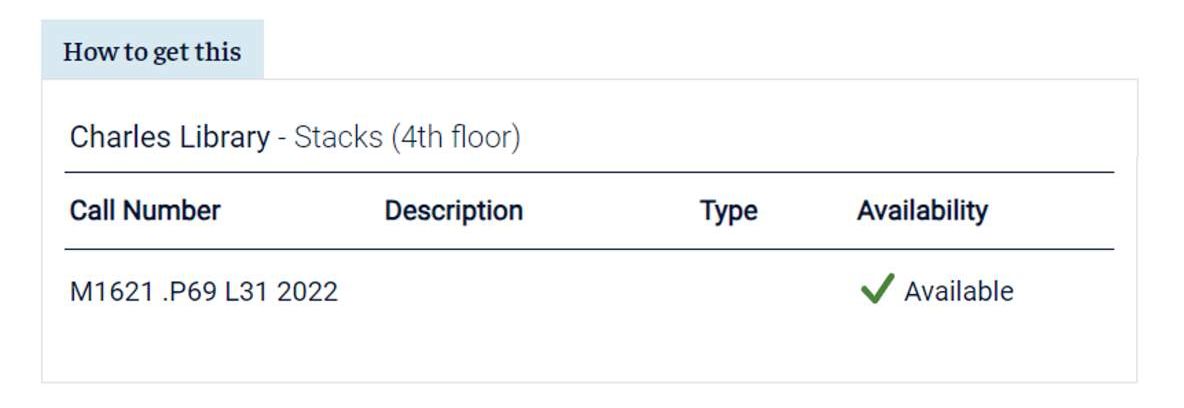 How to get this
Charles Library - Stacks (4th floor)
Call Number Description Type Availability
M1621 .P69 L31 2022 Available